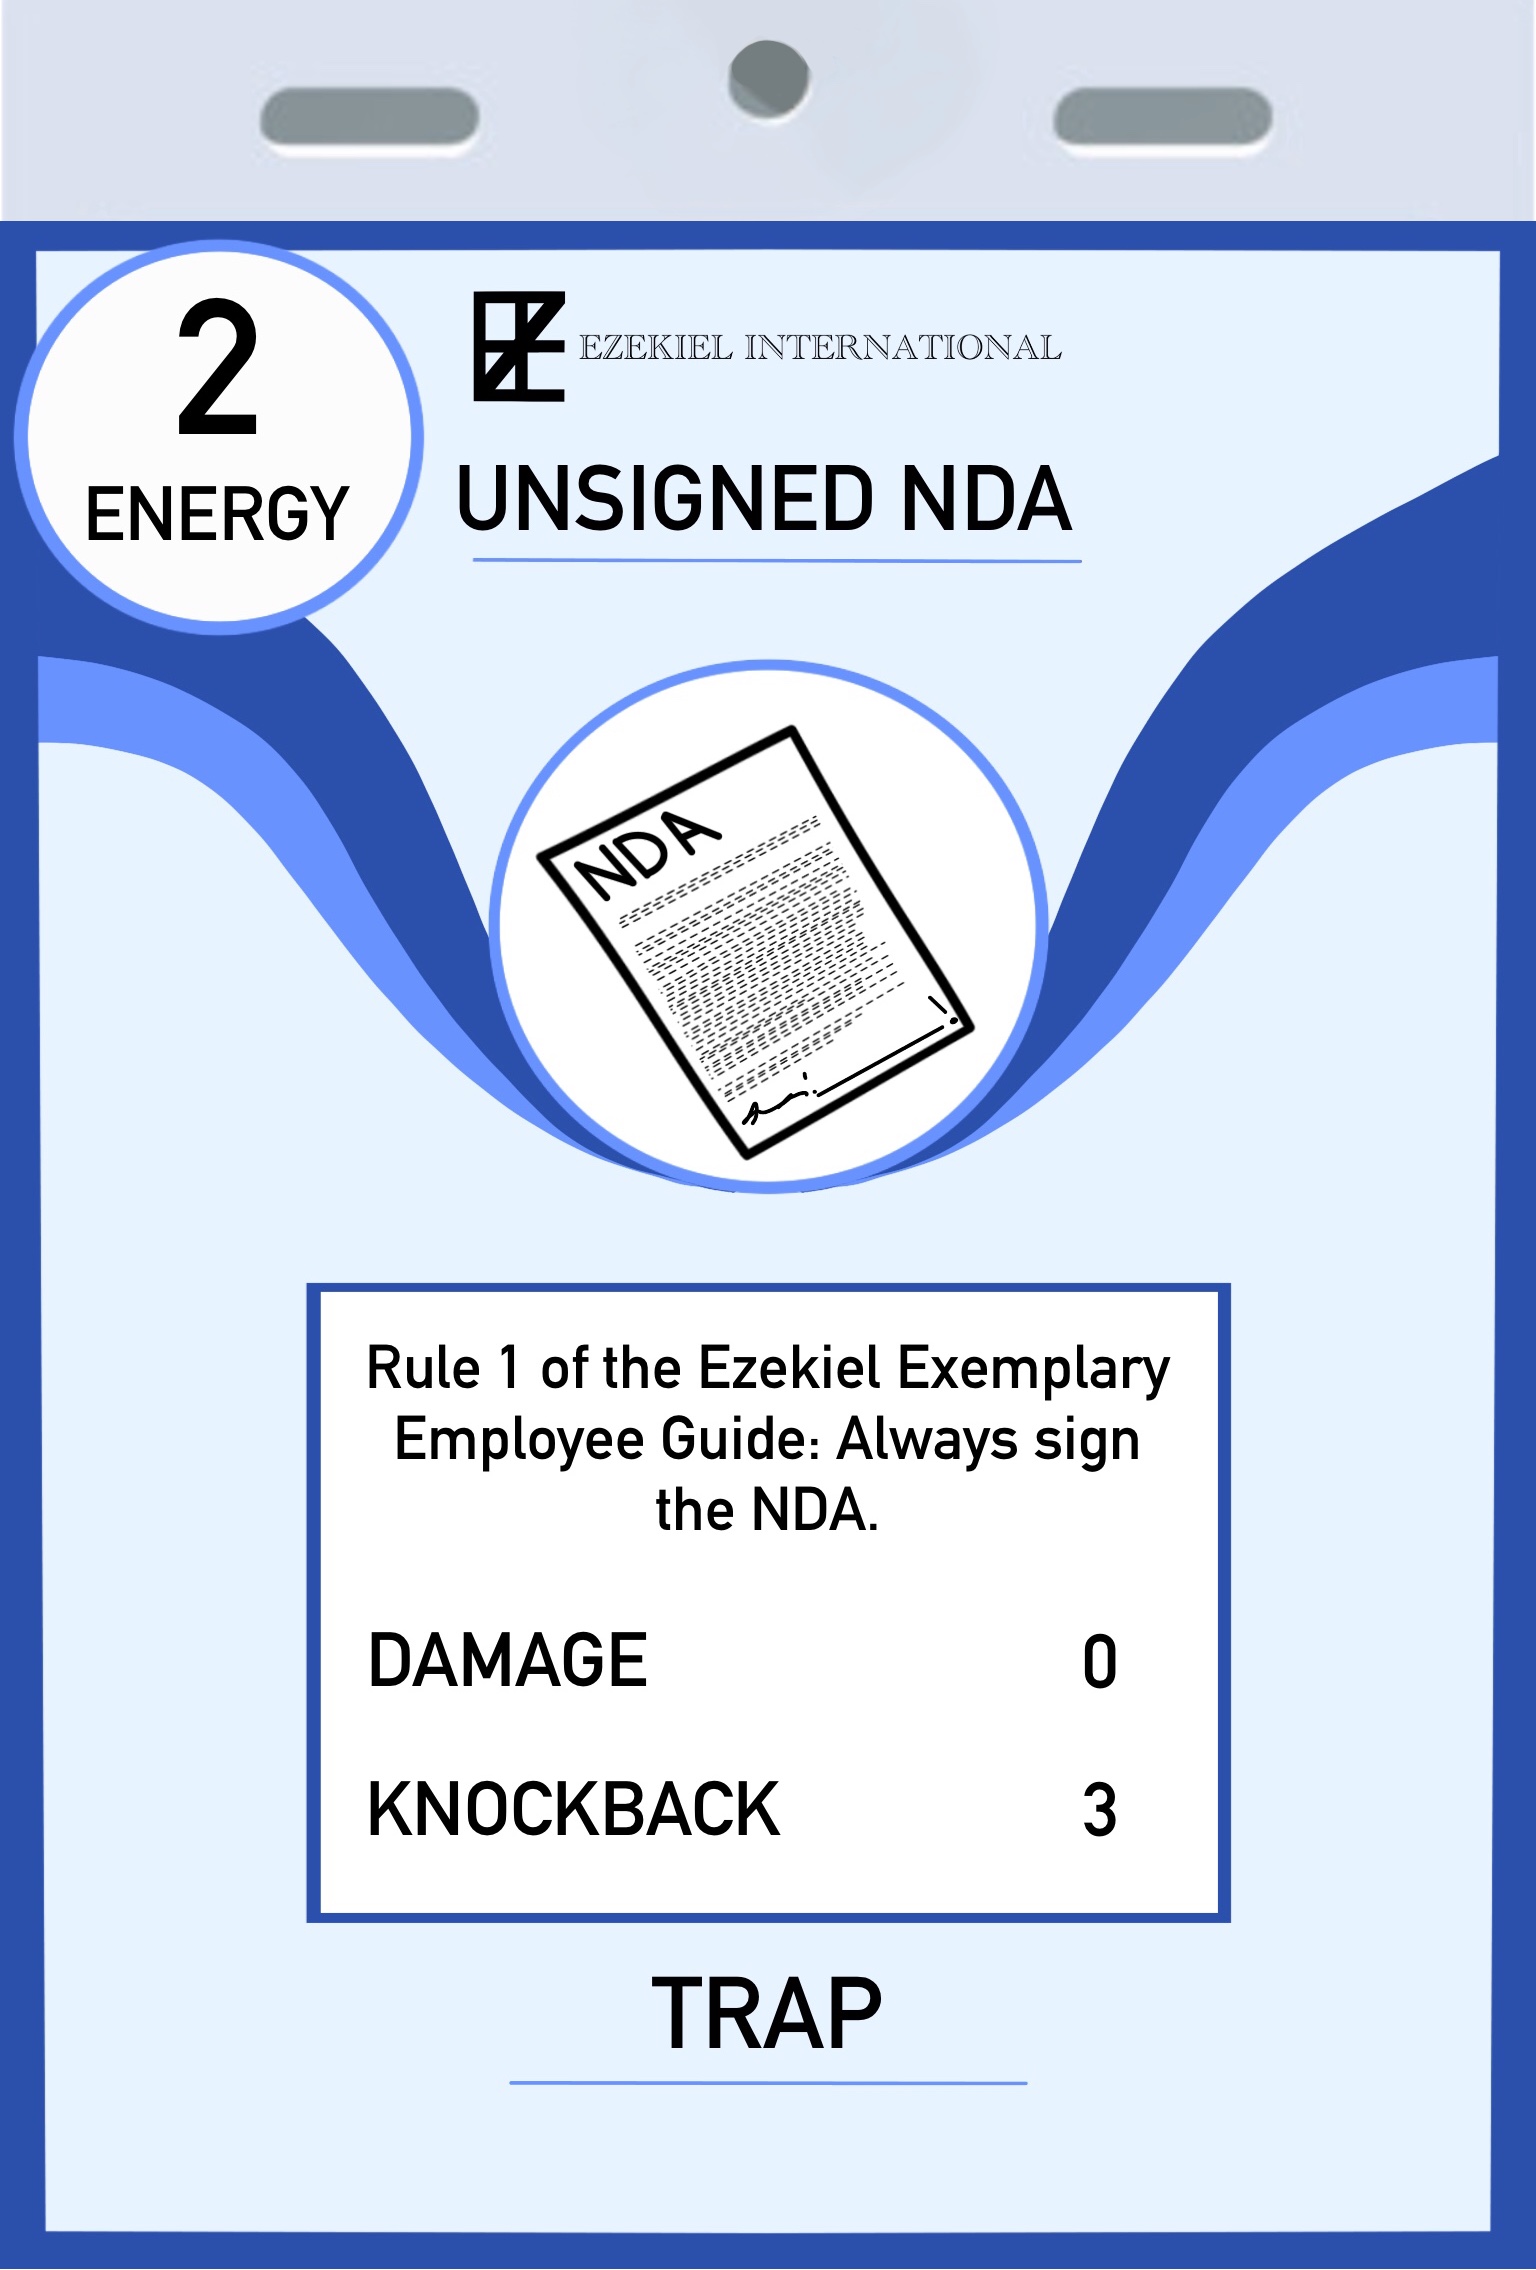 2
ENERGY
EZ EZEKIEL INTERNATIONAL
UNSIGNED NDA
NDA
Rule 1 of the Ezekiel Exemplary
Employee Guide: Always sign
the NDA.
DAMAGE 0
KNOCKBACK 3
TRAP